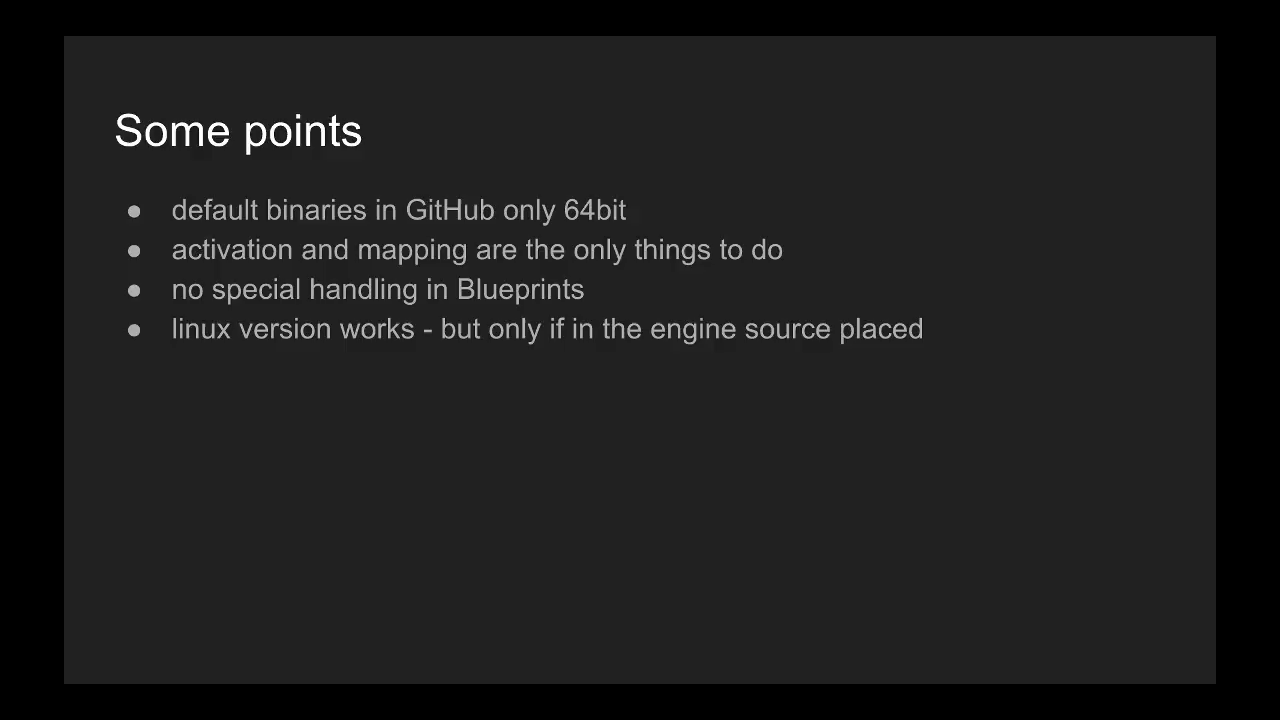 Some points
● default binaries in GitHub only 64bit
● activation and mapping are the only things to do
● no special handling in Blueprints
● linux version works - but only if in the engine source placed